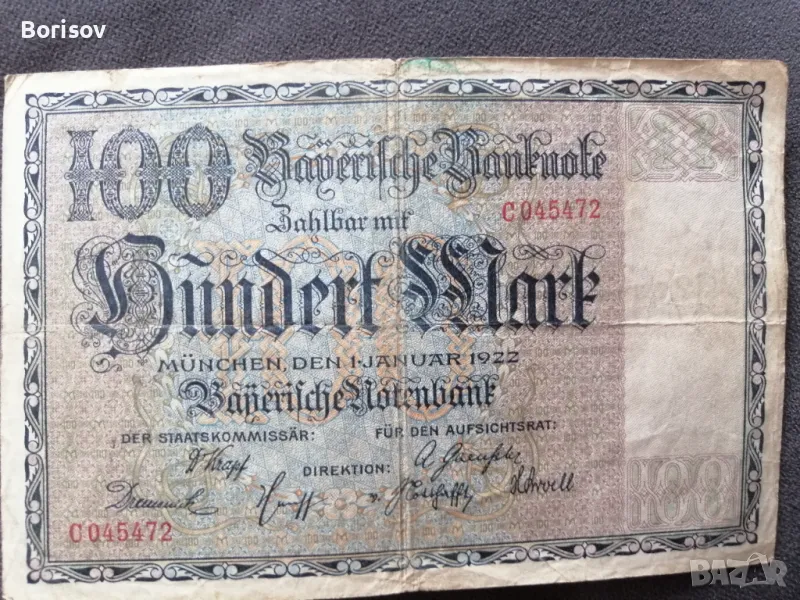 Borisov
100 Bayerische Banknote
Zahlbar mit C045472
Hundert Mark
MÜNCHEN, DEN 1·JANUAR 1922
Bayerische Notenbank
DER STAATSKOMMISSÄR: FÜR DEN AUFSICHTSRAT:
DIREKTION:
C045472
100
BAZAR